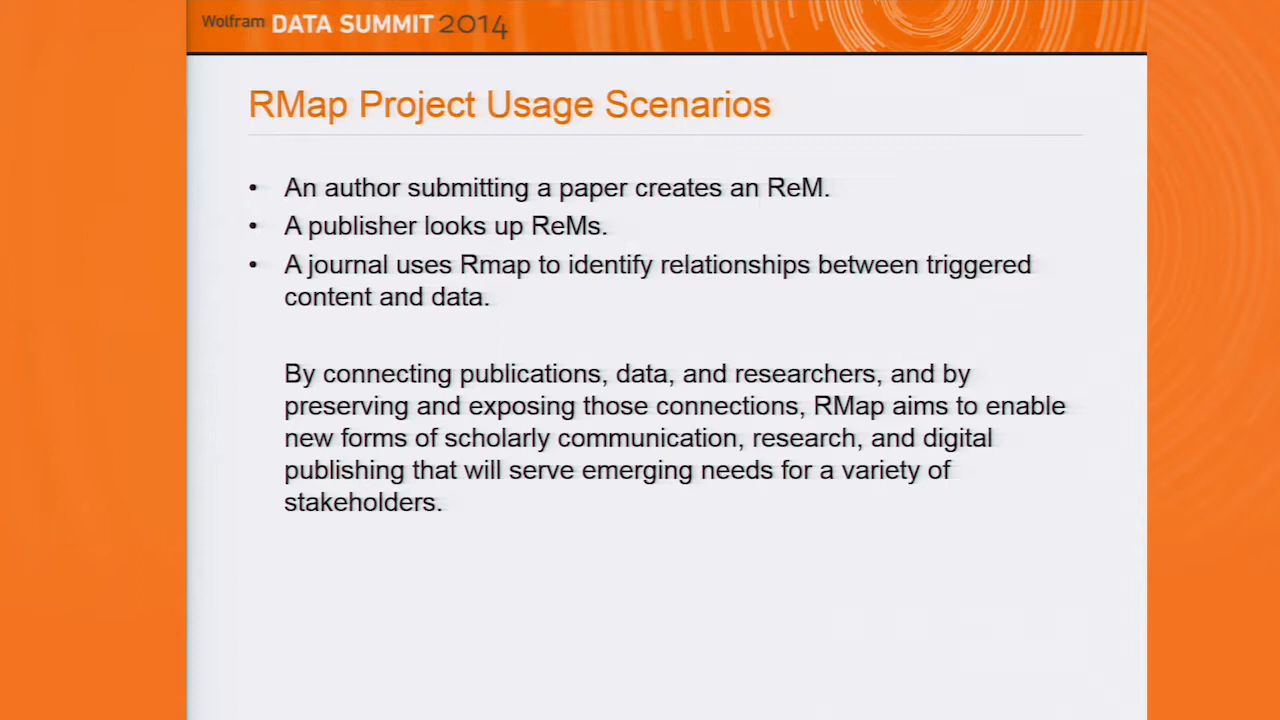 Wolfram DATA SUMMIT 2014
RMap Project Usage Scenarios
• An author submitting a paper creates an ReM.
• A publisher looks up ReMs.
• A journal uses Rmap to identify relationships between triggered
content and data.
By connecting publications, data, and researchers, and by
preserving and exposing those connections, RMap aims to enable
new forms of scholarly communication, research, and digital
publishing that will serve emerging needs for a variety of
stakeholders.